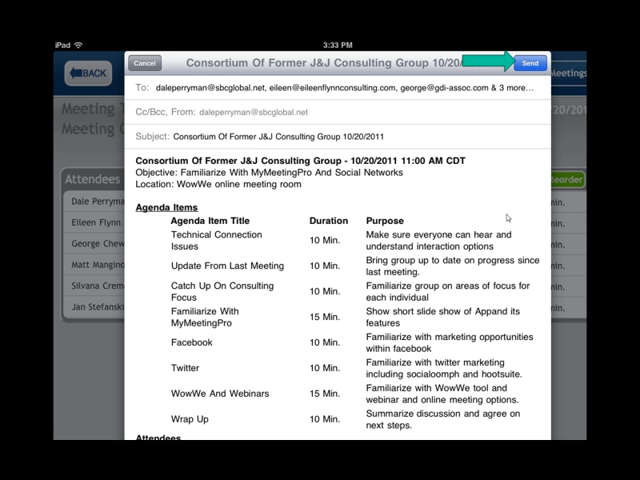 iPad 3:33 PM
BACK
Meetings
Meeting
Meeting
/20/2011
Cancel Consortium Of Former J&J Consulting Group 10/20/ Send
To: daleperryman@sbcglobal.net, eileen@eileenflynnconsulting.com, george@gdi-assoc.com & 3 more...
Cc/Bcc, From: daleperryman@sbcglobal.net
Subject: Consortium Of Former J&J Consulting Group 10/20/2011
Consortium Of Former J&J Consulting Group - 10/20/2011 11:00 AM CDT
Objective: Familiarize With MyMeetingPro And Social Networks
Location: WowWe online meeting room
Agenda Items
Agenda Item Title Duration Purpose
Technical Connection Issues 10 Min. Make sure everyone can hear and
understand interaction options
Update From Last Meeting 10 Min. Bring group up to date on progress since
last meeting.
Catch Up On Consulting Focus 10 Min. Familiarize group on areas of focus for
each individual
Familiarize With MyMeetingPro 15 Min. Show short slide show of Appand its
features
Facebook 10 Min. Familiarize with marketing opportunities
within facebook
Twitter 10 Min. Familiarize with twitter marketing
including socialoomph and hootsuite.
WowWe And Webinars 15 Min. Familiarize with WowWe tool and
webinar and online meeting options.
Wrap Up 10 Min. Summarize discussion and agree on
next steps.
Attendees
Attendees
Reorder
Dale Perryma
Eileen Flynn
George Chew
Matt Mangino
Silvana Crem
Jan Stefansk
min.
min.
min.
min.
min.
min.